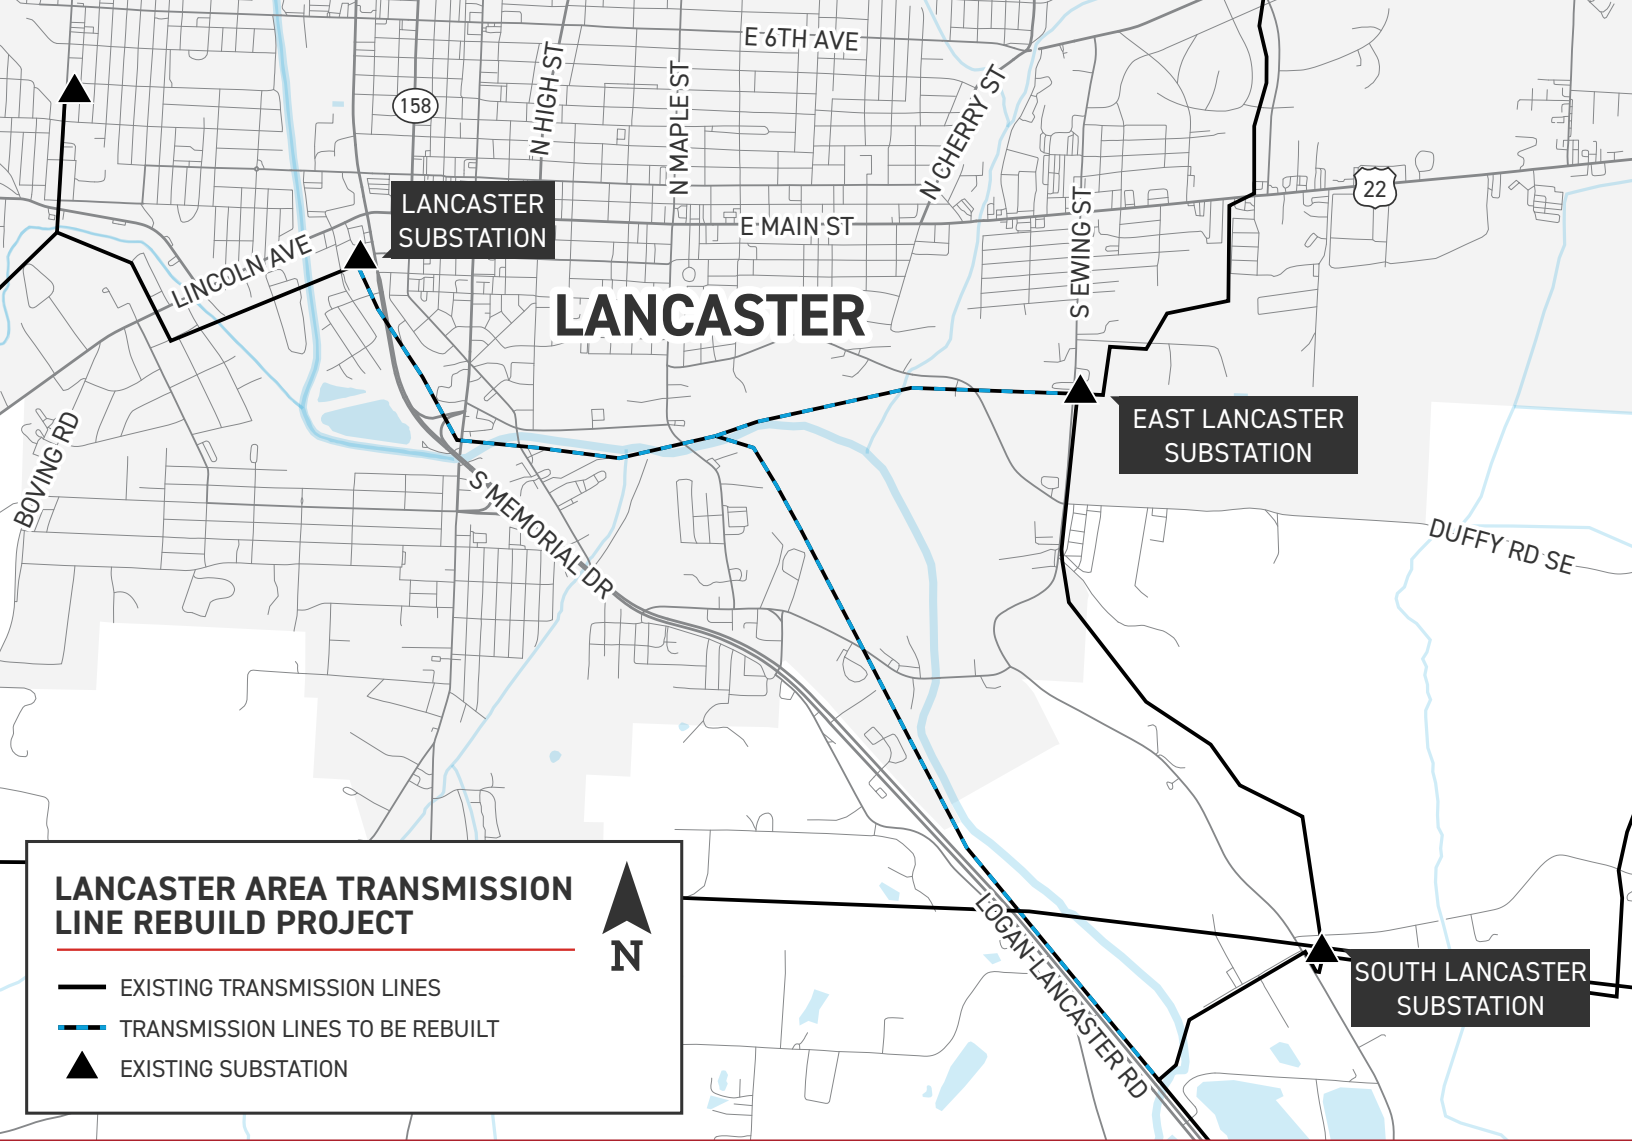 E 6TH AVE
158
N HIGH ST
N MAPLE ST
N CHERRY ST
LANCASTER
SUBSTATION
22
E MAIN ST
S EWING ST
LINCOLN AVE
LANCASTER
EAST LANCASTER
SUBSTATION
BOVING RD
S MEMORIAL DR
DUFFY RD SE
LANCASTER AREA TRANSMISSION
LINE REBUILD PROJECT
N
EXISTING TRANSMISSION LINES
TRANSMISSION LINES TO BE REBUILT
EXISTING SUBSTATION
LOGAN-LANCASTER RD
SOUTH LANCASTER
SUBSTATION